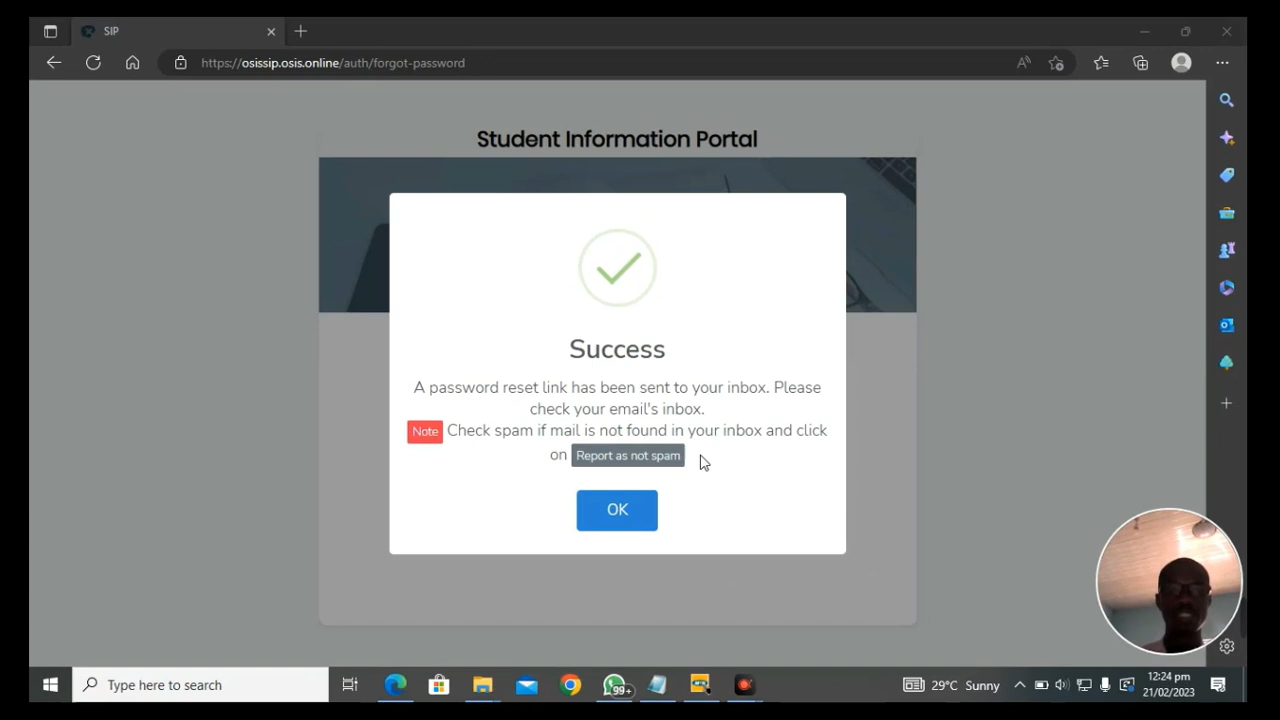 SIP
https://osissip.osis.online/auth/forgot-password
Student Information Portal
Success
A password reset link has been sent to your inbox. Please
check your email's inbox.
Note Check spam if mail is not found in your inbox and click
on Report as not spam
OK
Type here to search
99+
29°C Sunny
12:24 pm
21/02/2023